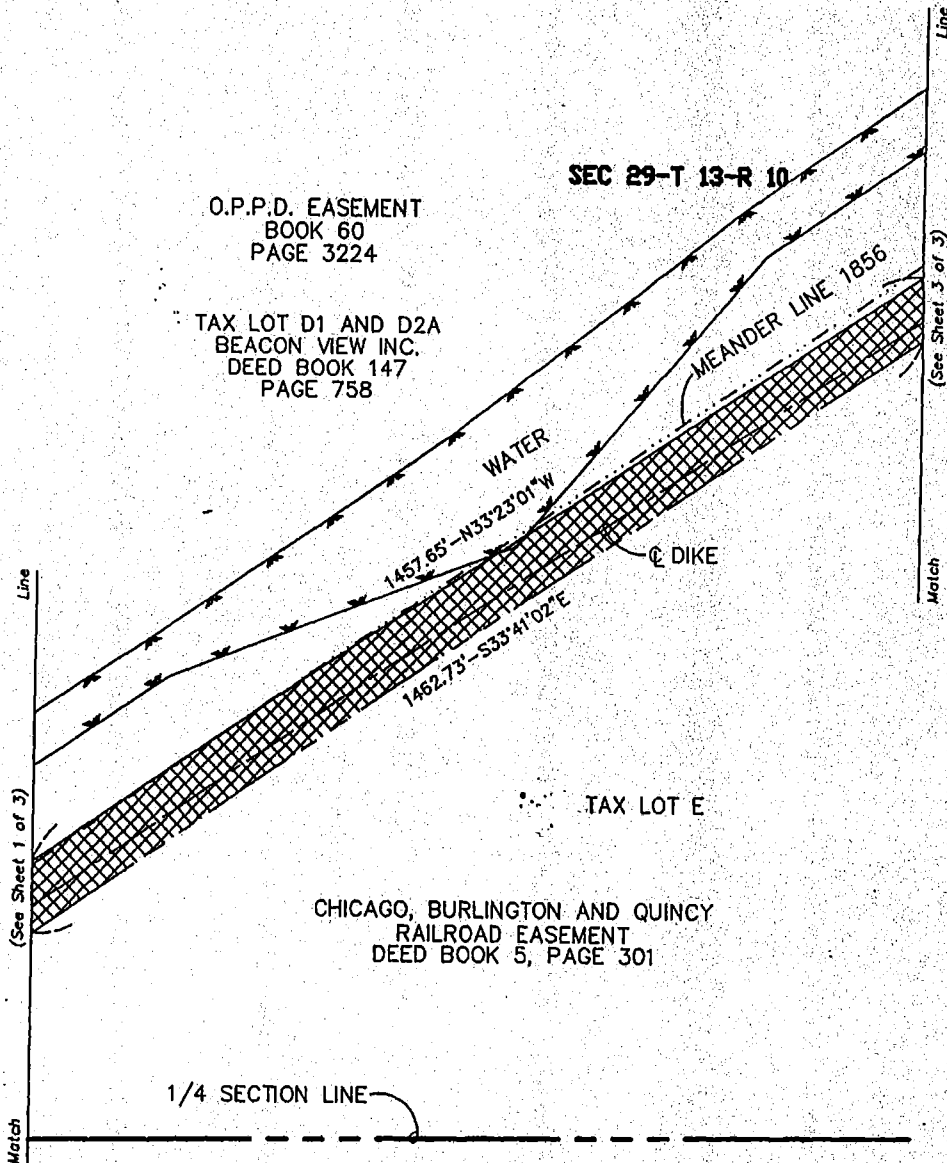 Line
SEC 29-T 13-R 10
O.P.P.D. EASEMENT
BOOK 60
PAGE 3224
TAX LOT D1 AND D2A
BEACON VIEW INC.
DEED BOOK 147
PAGE 758
MEANDER LINE 1856
(See Sheet 3 of 3)
WATER
1457.65'-N33°23'01"W
℄ DIKE
Line
Match
1462.73'-S33°41'02"E
TAX LOT E
(See Sheet 1 of 3)
CHICAGO, BURLINGTON AND QUINCY
RAILROAD EASEMENT
DEED BOOK 5, PAGE 301
1/4 SECTION LINE
Match